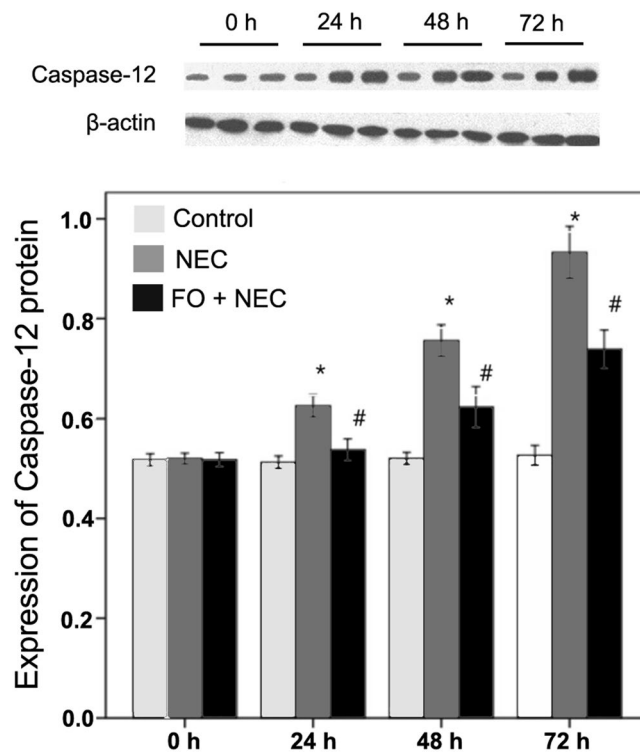 0 h 24 h 48 h 72 h
Caspase-12
β-actin
Expression of Caspase-12 protein
1.0
0.8
0.6
0.4
0.2
0.0
Control
NEC
FO + NEC
*
#
*
#
*
#
0 h 24 h 48 h 72 h